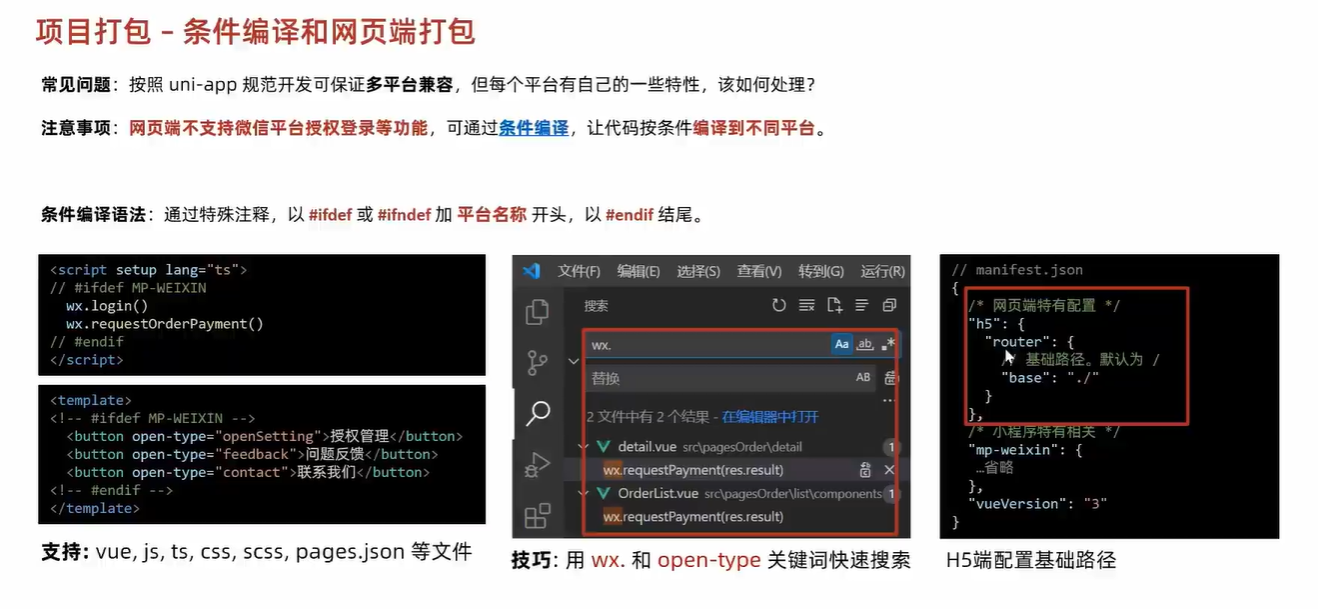 项目打包 – 条件编译和网页端打包
常见问题：按照 uni-app 规范开发可保证多平台兼容，但每个平台有自己的一些特性，该如何处理？
注意事项：网页端不支持微信平台授权登录等功能，可通过条件编译，让代码按条件编译到不同平台。
条件编译语法：通过特殊注释，以 #ifdef 或 #ifndef 加 平台名称 开头，以 #endif 结尾。
<script setup lang="ts">
// #ifdef MP-WEIXIN
wx.login()
wx.requestOrderPayment()
// #endif
</script>
<template>
<!-- #ifdef MP-WEIXIN -->
<button open-type="openSetting">授权管理</button>
<button open-type="feedback">问题反馈</button>
<button open-type="contact">联系我们</button>
<!-- #endif -->
</template>
支持: vue, js, ts, css, scss, pages.json 等文件
文件(F) 编辑(E) 选择(S) 查看(V) 转到(G) 运行(R)
搜索
wx.
Aa ab .*
替换
AB
2 文件中有 2 个结果 - 在编辑器中打开
detail.vue src\pagesOrder\detail 1
wx.requestPayment(res.result)
OrderList.vue src\pagesOrder\list\components 1
wx.requestPayment(res.result)
技巧: 用 wx. 和 open-type 关键词快速搜索
// manifest.json
{
/* 网页端特有配置 */
"h5": {
"router": {
/ 基础路径。默认为 /
"base": "./"
}
},
/* 小程序特有相关 */
"mp-weixin": {
…省略
},
"vueVersion": "3"
}
H5端配置基础路径